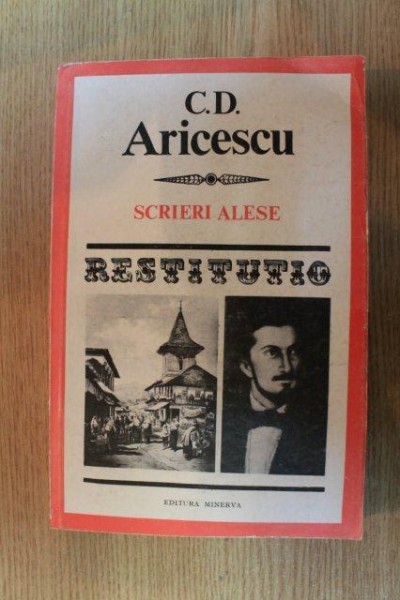 C.D.
Aricescu
SCRIERI ALESE
RESTITUTIO
EDITURA MINERVA